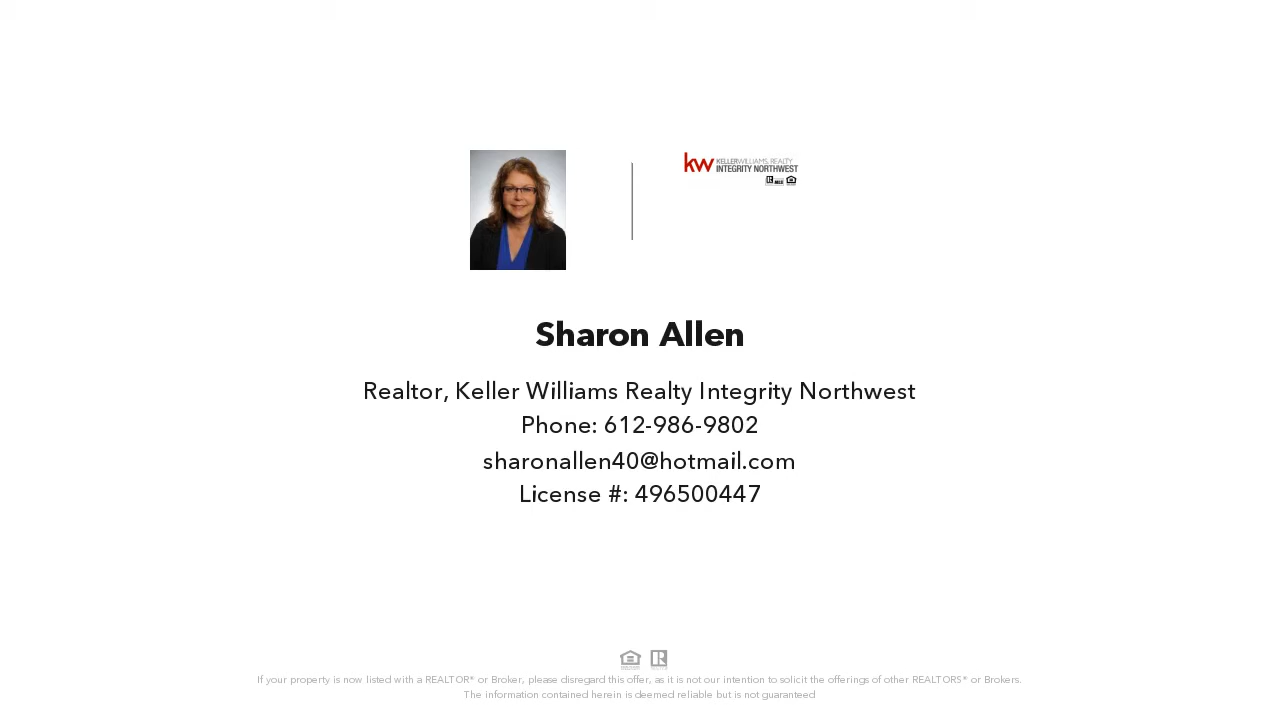 kw KELLERWILLIAMS. REALTY
INTEGRITY NORTHWEST
Sharon Allen
Realtor, Keller Williams Realty Integrity Northwest
Phone: 612-986-9802
sharonallen40@hotmail.com
License #: 496500447
If your property is now listed with a REALTOR® or Broker, please disregard this offer, as it is not our intention to solicit the offerings of other REALTORS® or Brokers.
The information contained herein is deemed reliable but is not guaranteed